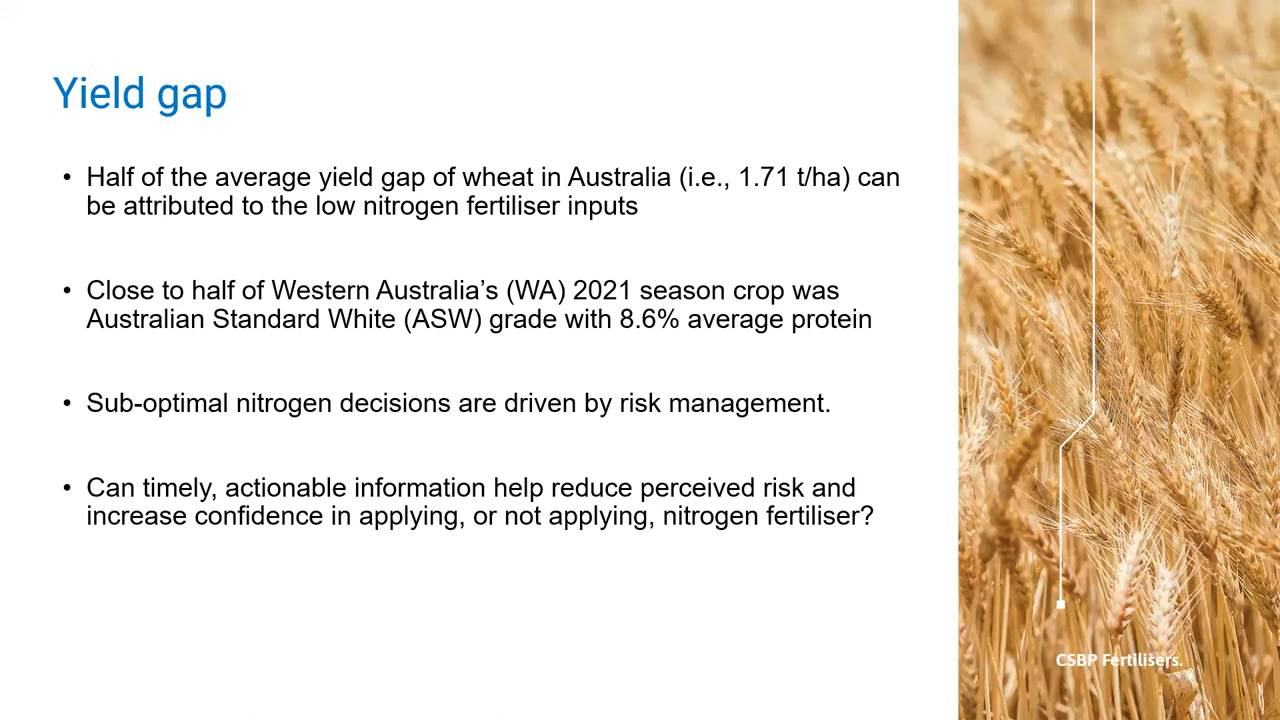 Yield gap
• Half of the average yield gap of wheat in Australia (i.e., 1.71 t/ha) can
be attributed to the low nitrogen fertiliser inputs
• Close to half of Western Australia’s (WA) 2021 season crop was
Australian Standard White (ASW) grade with 8.6% average protein
• Sub-optimal nitrogen decisions are driven by risk management.
• Can timely, actionable information help reduce perceived risk and
increase confidence in applying, or not applying, nitrogen fertiliser?
CSBP Fertilisers.